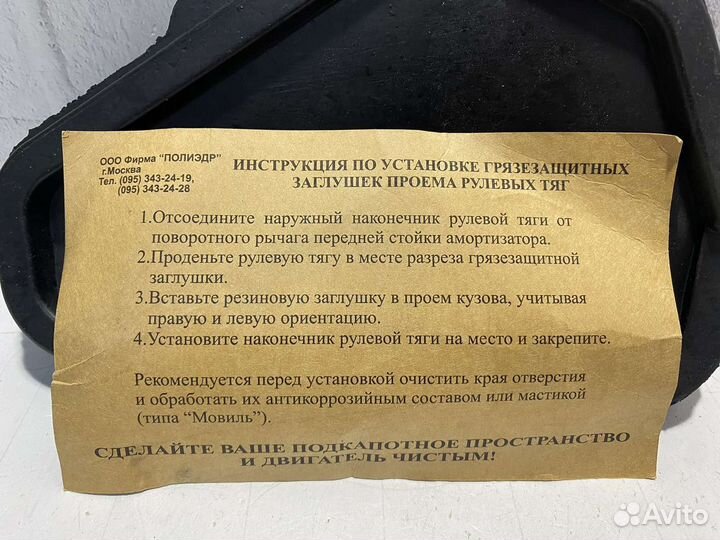 ООО Фирма "ПОЛИЭДР"
г.Москва
Тел. (095) 343-24-19,
(095) 343-24-28
ИНСТРУКЦИЯ ПО УСТАНОВКЕ ГРЯЗЕЗАЩИТНЫХ
ЗАГЛУШЕК ПРОЕМА РУЛЕВЫХ ТЯГ
1.Отсоедините наружный наконечник рулевой тяги от
поворотного рычага передней стойки амортизатора.
2.Проденьте рулевую тягу в месте разреза грязезащитной
заглушки.
3.Вставьте резиновую заглушку в проем кузова, учитывая
правую и левую ориентацию.
4.Установите наконечник рулевой тяги на место и закрепите.
Рекомендуется перед установкой очистить края отверстия
и обработать их антикоррозийным составом или мастикой
(типа “Мовиль”).
СДЕЛАЙТЕ ВАШЕ ПОДКАПОТНОЕ ПРОСТРАНСТВО
И ДВИГАТЕЛЬ ЧИСТЫМ!
Avito